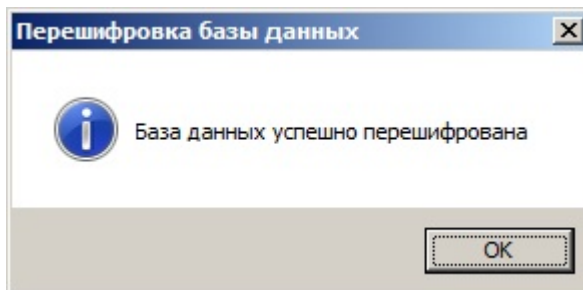 Перешифровка базы данных
База данных успешно перешифрована
OK